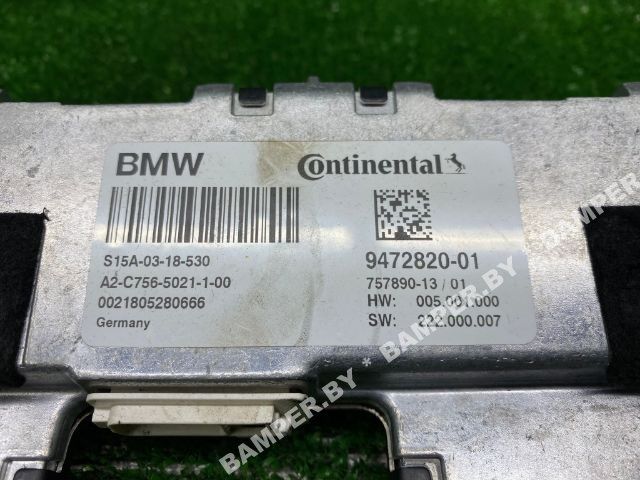 BMW
Continental
S15A-03-18-530
A2-C756-5021-1-00
0021805280666
Germany
9472820-01
757890-13 / 01
HW: 005.001.000
SW: 222.000.007
BAMPER.BY * BAMPER.BY * BAMPER.BY